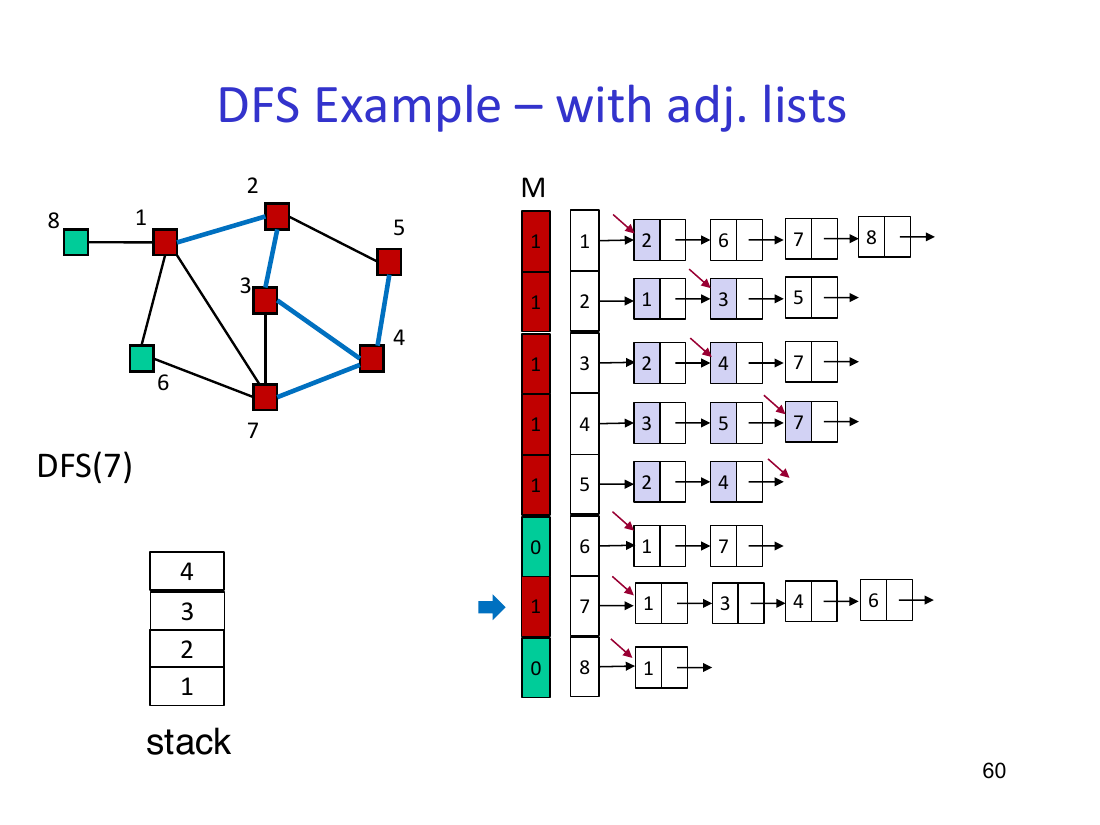 DFS Example – with adj. lists
M
2
8
1
5
3
4
6
7
DFS(7)
4
3
2
1
stack
1 1 2 6 7 8
1 2 1 3 5
1 3 2 4 7
1 4 3 5 7
1 5 2 4
0 6 1 7
1 7 1 3 4 6
0 8 1
60